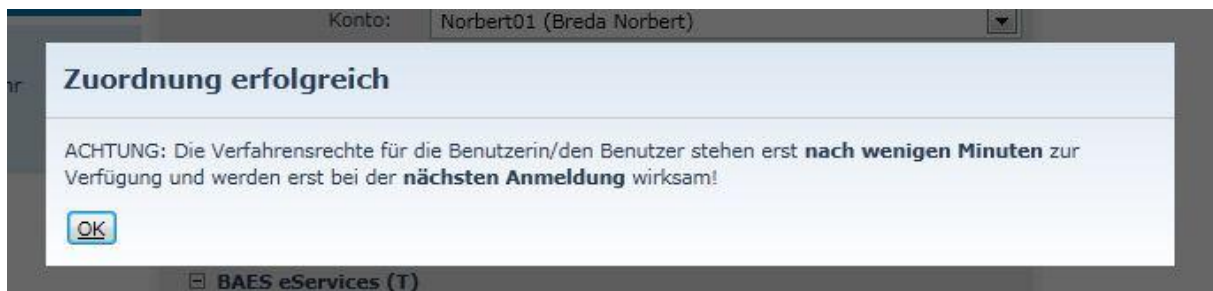 Konto: Norbert01 (Breda Norbert)
Zuordnung erfolgreich
ACHTUNG: Die Verfahrensrechte für die Benutzerin/den Benutzer stehen erst nach wenigen Minuten zur
Verfügung und werden erst bei der nächsten Anmeldung wirksam!
OK
BAES eServices (T)